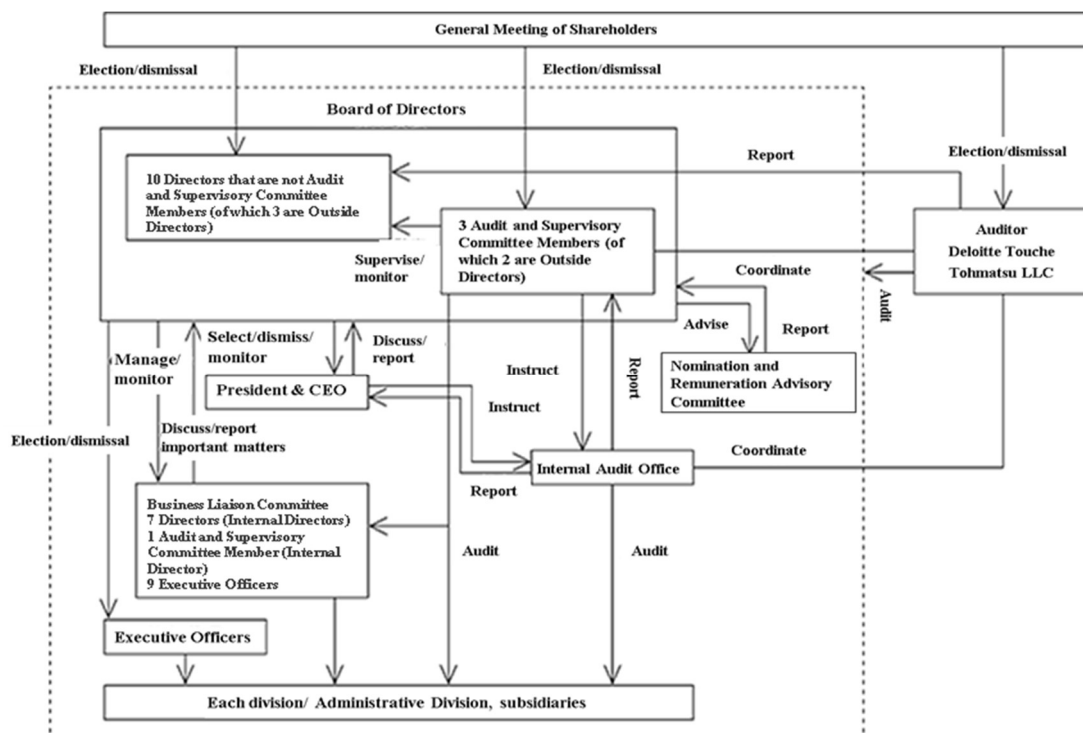 General Meeting of Shareholders
Election/dismissal
Election/dismissal
Board of Directors
Report
Election/dismissal
10 Directors that are not Audit
and Supervisory Committee
Members (of which 3 are Outside
Directors)
3 Audit and Supervisory
Committee Members (of
which 2 are Outside
Directors)
Auditor
Deloitte Touche
Tohmatsu LLC
Supervise/
monitor
Coordinate
Audit
Select/dismiss/
monitor
Discuss/
report
Advise
Report
Manage/
monitor
Instruct
Report
Nomination and
Remuneration Advisory
Committee
President & CEO
Instruct
Election/dismissal
Discuss/report
important matters
Coordinate
Internal Audit Office
Report
Business Liaison Committee
7 Directors (Internal Directors)
1 Audit and Supervisory
Committee Member (Internal
Director)
9 Executive Officers
Audit
Audit
Executive Officers
Each division/ Administrative Division, subsidiaries